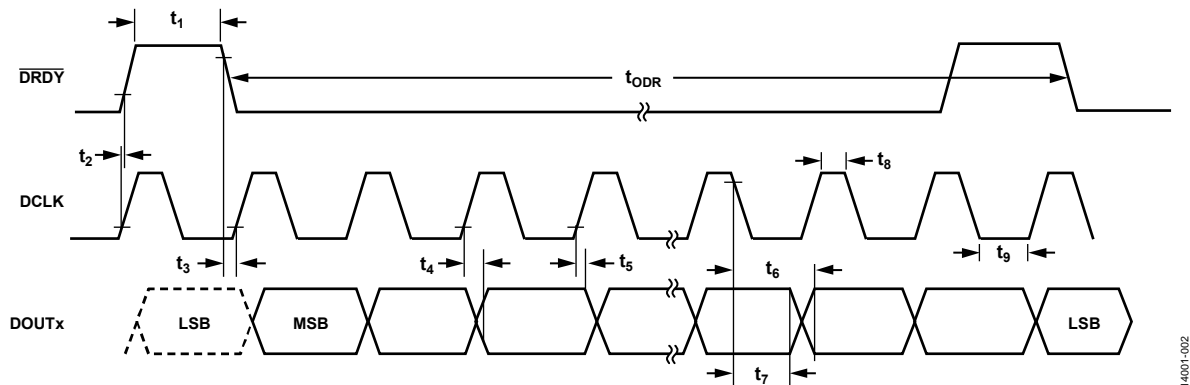 t1
DRDY
tODR
t2
t8
DCLK
t3
t4
t5
t6
t9
DOUTx
LSB
MSB
LSB
t7
14001-002